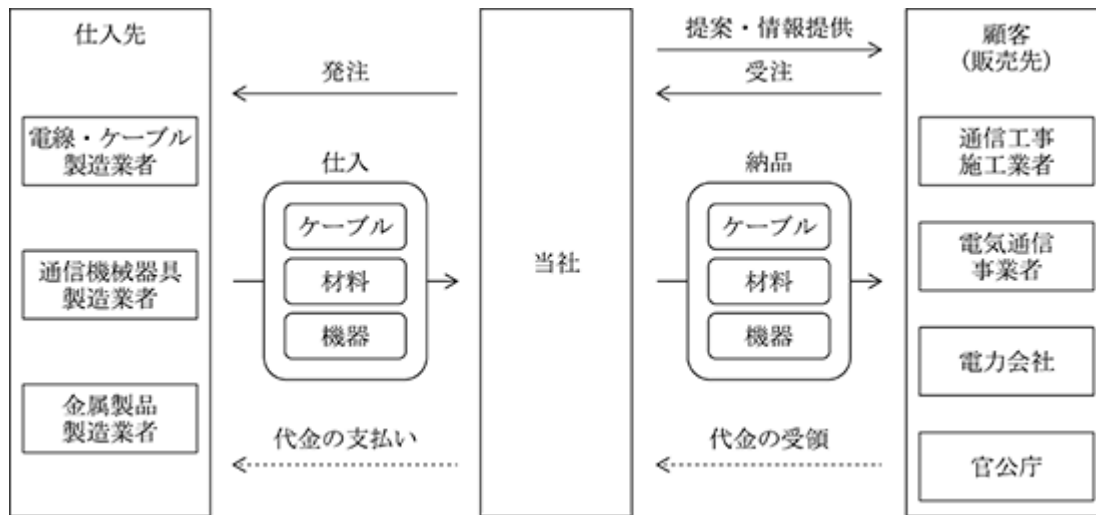 仕入先
電線・ケーブル
製造業者
通信機械器具
製造業者
金属製品
製造業者
発注
仕入
ケーブル
材料
機器
代金の支払い
当社
提案・情報提供
受注
納品
ケーブル
材料
機器
代金の受領
顧客
(販売先)
通信工事
施工業者
電気通信
事業者
電力会社
官公庁